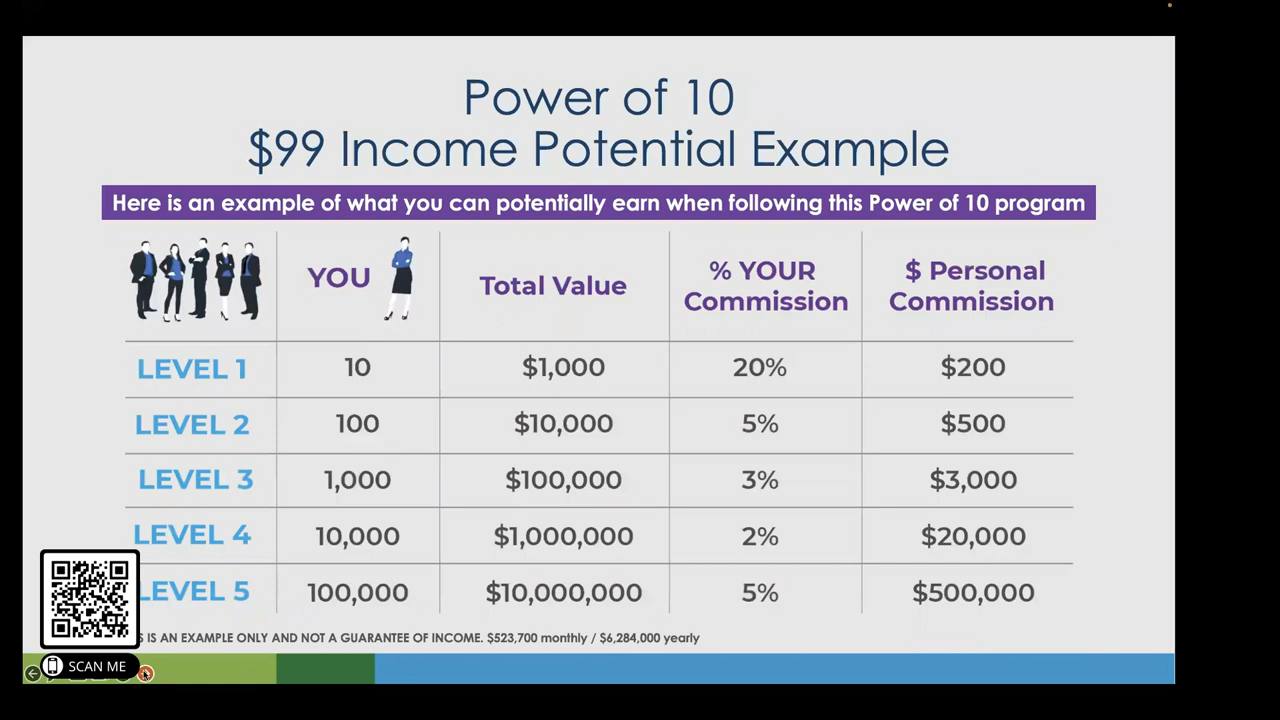 Power of 10
$99 Income Potential Example
Here is an example of what you can potentially earn when following this Power of 10 program
YOU
Total Value
% YOUR
Commission
$ Personal
Commission
LEVEL 1 10 $1,000 20% $200
LEVEL 2 100 $10,000 5% $500
LEVEL 3 1,000 $100,000 3% $3,000
LEVEL 4 10,000 $1,000,000 2% $20,000
LEVEL 5 100,000 $10,000,000 5% $500,000
IS AN EXAMPLE ONLY AND NOT A GUARANTEE OF INCOME. $523,700 monthly / $6,284,000 yearly
SCAN ME